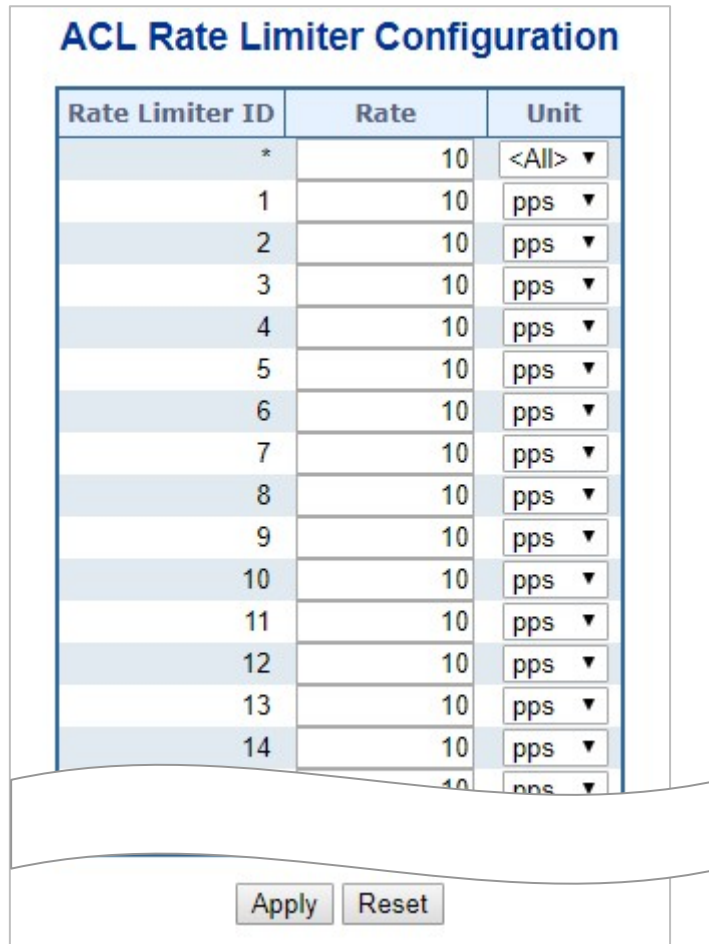 ACL Rate Limiter Configuration
Rate Limiter ID Rate Unit
* 10 <All>
1 10 pps
2 10 pps
3 10 pps
4 10 pps
5 10 pps
6 10 pps
7 10 pps
8 10 pps
9 10 pps
10 10 pps
11 10 pps
12 10 pps
13 10 pps
14 10 pps
10 pps
Apply Reset